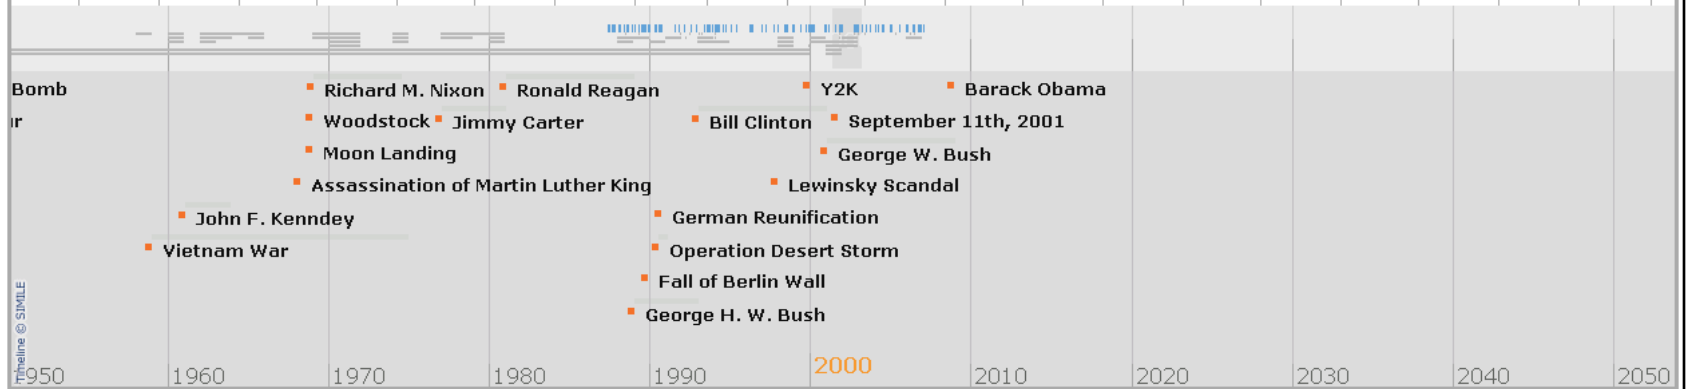 Bomb
Richard M. Nixon
Ronald Reagan
Y2K
Barack Obama
ır
Woodstock
Jimmy Carter
Bill Clinton
September 11th, 2001
Moon Landing
George W. Bush
Assassination of Martin Luther King
Lewinsky Scandal
John F. Kenndey
German Reunification
Vietnam War
Operation Desert Storm
Fall of Berlin Wall
George H. W. Bush
Timeline © SIMILE
1950
1960
1970
1980
1990
2000
2010
2020
2030
2040
2050